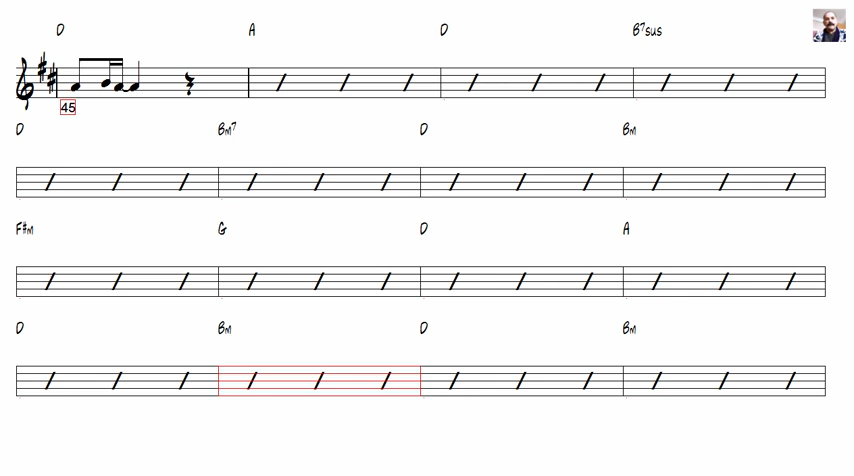 D A D B7sus
45
D Bm7 D Bm
F#m G D A
D Bm D Bm